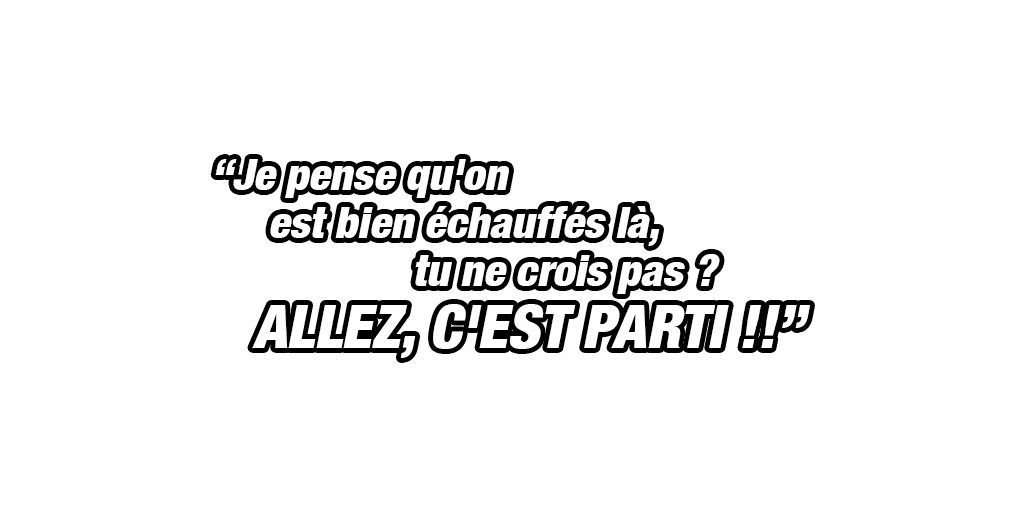 “Je pense qu'on
est bien échauffés là,
tu ne crois pas ?
ALLEZ, C'EST PARTI !!”